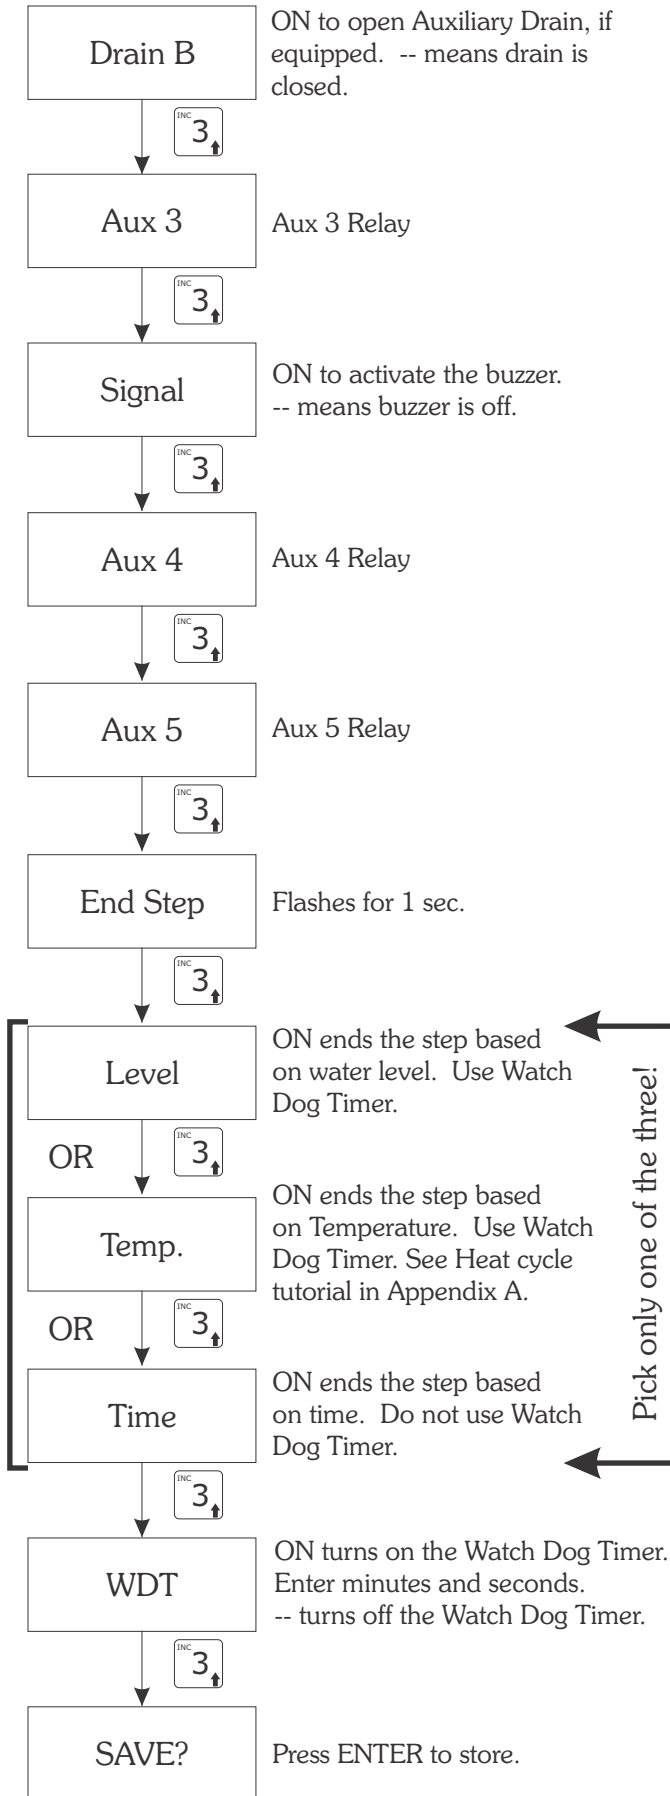 Drain B
ON to open Auxiliary Drain, if
equipped.  -- means drain is
closed.
INC
3
Aux 3
Aux 3 Relay
INC
3
Signal
ON to activate the buzzer.
-- means buzzer is off.
INC
3
Aux 4
Aux 4 Relay
INC
3
Aux 5
Aux 5 Relay
INC
3
End Step
Flashes for 1 sec.
INC
3
Level
ON ends the step based
on water level.  Use Watch
Dog Timer.
OR
INC
3
Temp.
ON ends the step based
on Temperature.  Use Watch
Dog Timer. See Heat cycle
tutorial in Appendix A.
OR
INC
3
Time
ON ends the step based
on time.  Do not use Watch
Dog Timer.
Pick only one of the three!
INC
3
WDT
ON turns on the Watch Dog Timer.
Enter minutes and seconds.
-- turns off the Watch Dog Timer.
INC
3
SAVE?
Press ENTER to store.